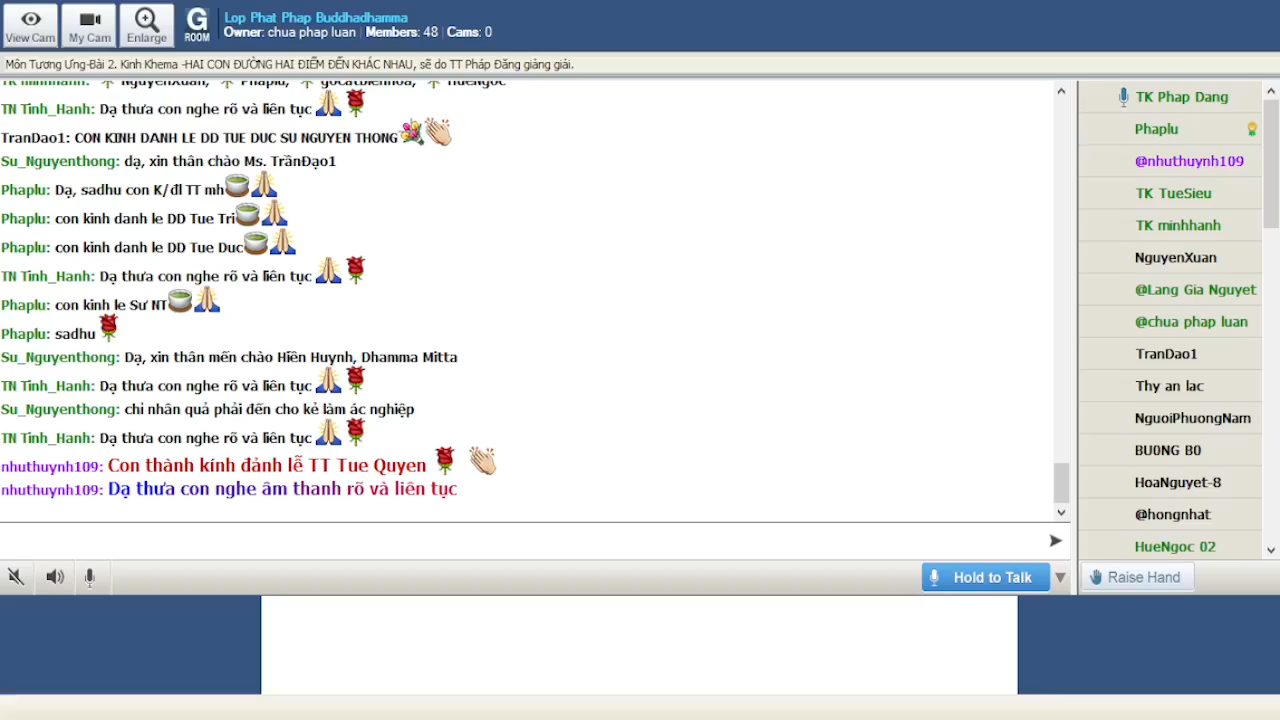 Lop Phat Phap Buddhadhamma
Owner: chua phap luan | Members: 48 | Cams: 0
View Cam
My Cam
Enlarge
G
ROOM
Môn Tương Ưng-Bài 2. Kinh Khema -HAI CON ĐƯỜNG HAI ĐIỂM ĐẾN KHÁC NHAU, sẽ do TT Pháp Đăng giảng giải.
TK minhhanh: NguyenXuan, Phaplu, gocatbienhoa, HueNgoc
TN Tinh_Hanh: Dạ thưa con nghe rõ và liên tục
TranDao1: CON KINH DANH LE DD TUE DUC SU NGUYEN THONG
Su_Nguyenthong: dạ, xin thân chào Ms. TrầnĐạo1
Phaplu: Dạ, sadhu con K/đl TT mh
Phaplu: con kinh danh le DD Tue Tri
Phaplu: con kinh danh le DD Tue Duc
TN Tinh_Hanh: Dạ thưa con nghe rõ và liên tục
Phaplu: con kinh le Sư NT
Phaplu: sadhu
Su_Nguyenthong: Dạ, xin thân mến chào Hiền Huynh, Dhamma Mitta
TN Tinh_Hanh: Dạ thưa con nghe rõ và liên tục
Su_Nguyenthong: chỉ nhân quả phải đến cho kẻ làm ác nghiệp
TN Tinh_Hanh: Dạ thưa con nghe rõ và liên tục
nhuthuynh109: Con thành kính đảnh lễ TT Tue Quyen
nhuthuynh109: Dạ thưa con nghe âm thanh rõ và liên tục
TK Phap Dang
Phaplu
@nhuthuynh109
TK TueSieu
TK minhhanh
NguyenXuan
@Lang Gia Nguyet
@chua phap luan
TranDao1
Thy an lac
NguoiPhuongNam
BU0NG B0
HoaNguyet-8
@hongnhat
HueNgoc 02
Hold to Talk
Raise Hand